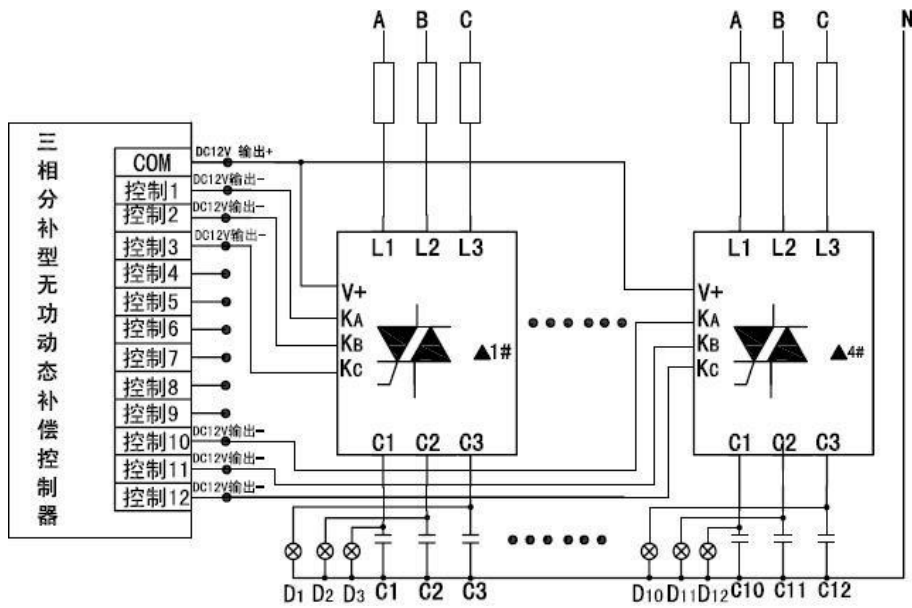 A B C
A B C N
三相分补型无功动态补偿控制器
COM
控制1
控制2
控制3
控制4
控制5
控制6
控制7
控制8
控制9
控制10
控制11
控制12
DC12V 输出+
DC12V输出-
DC12V输出-
DC12V输出-
DC12V输出-
DC12V输出-
DC12V输出-
L1 L2 L3
V+
KA
KB
KC
▲1#
C1 C2 C3
L1 L2 L3
V+
KA
KB
KC
▲4#
C1 C2 C3
D1 D2 D3 C1 C2 C3
D10 D11 D12 C10 C11 C12